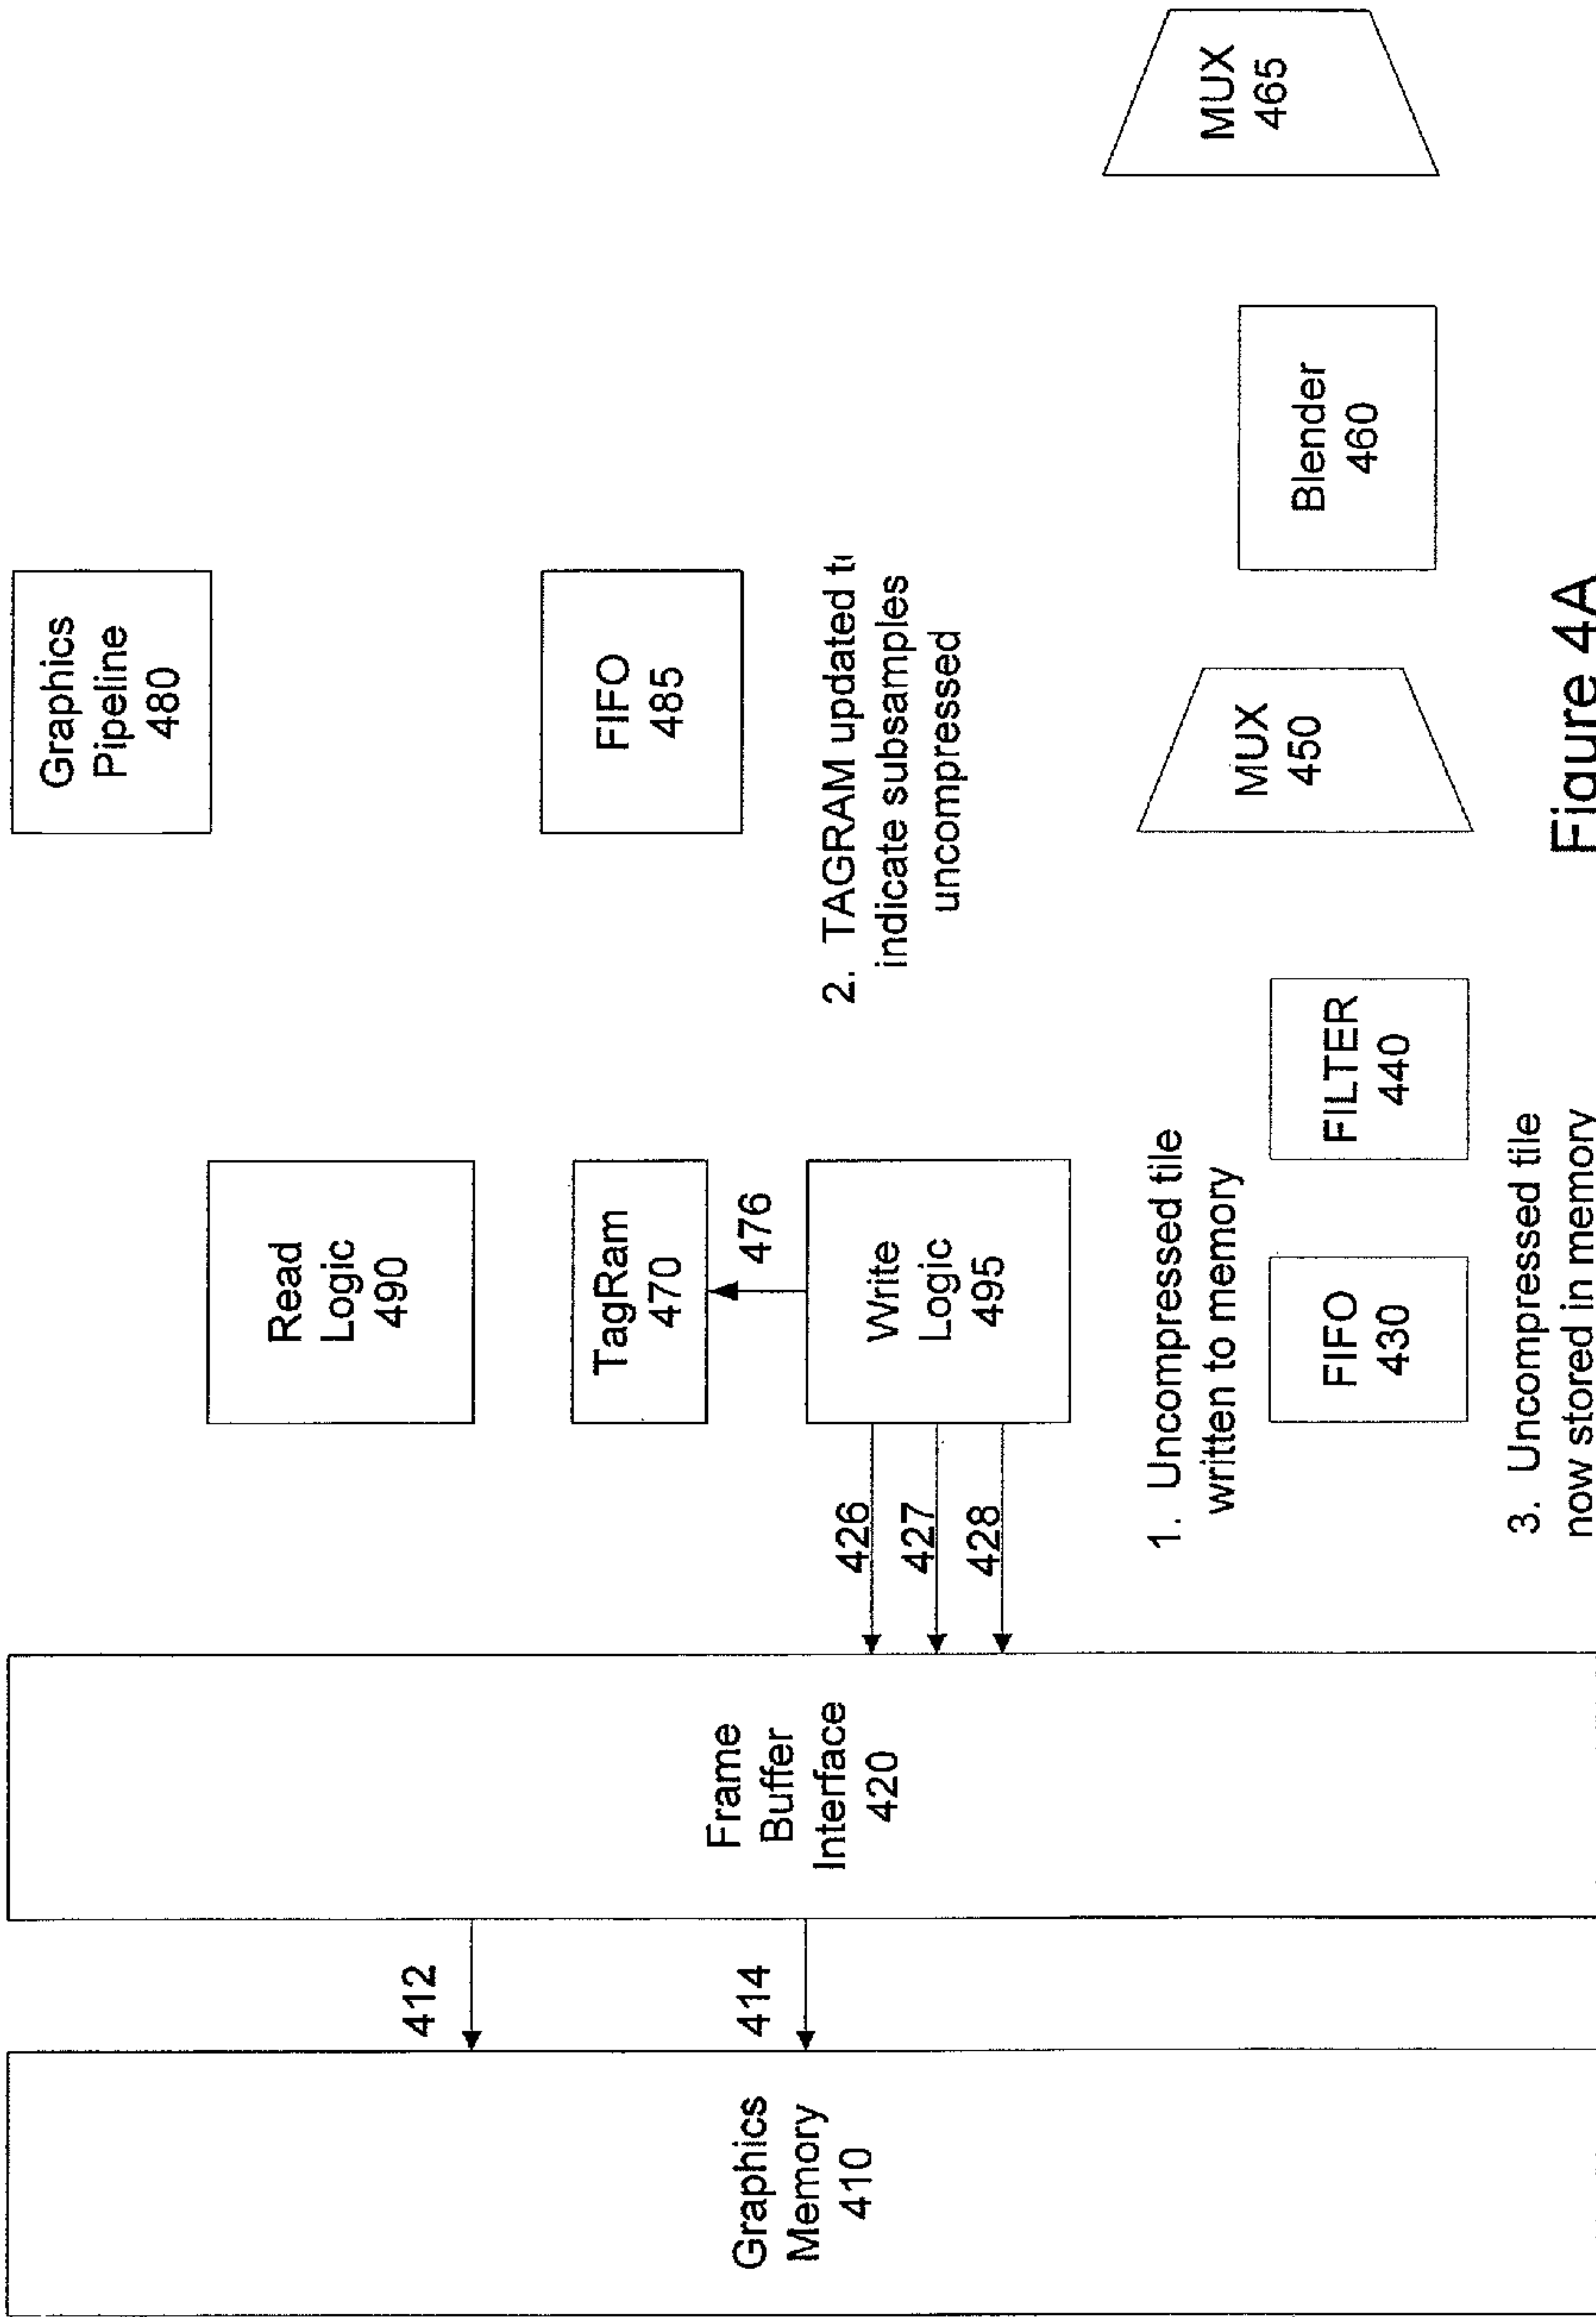 Graphics
Memory
410
412
414
Frame
Buffer
Interface
420
426
427
428
Read
Logic
490
TagRam
470
476
Write
Logic
495
Graphics
Pipeline
480
FIFO
485
2. TAGRAM updated
indicate subsamples
uncompressed
1. Uncompressed tile
written to memory
FIFO
430
FILTER
440
MUX
450
Blender
460
MUX
465
3. Uncompressed tile
now stored in memory
Figure 4A